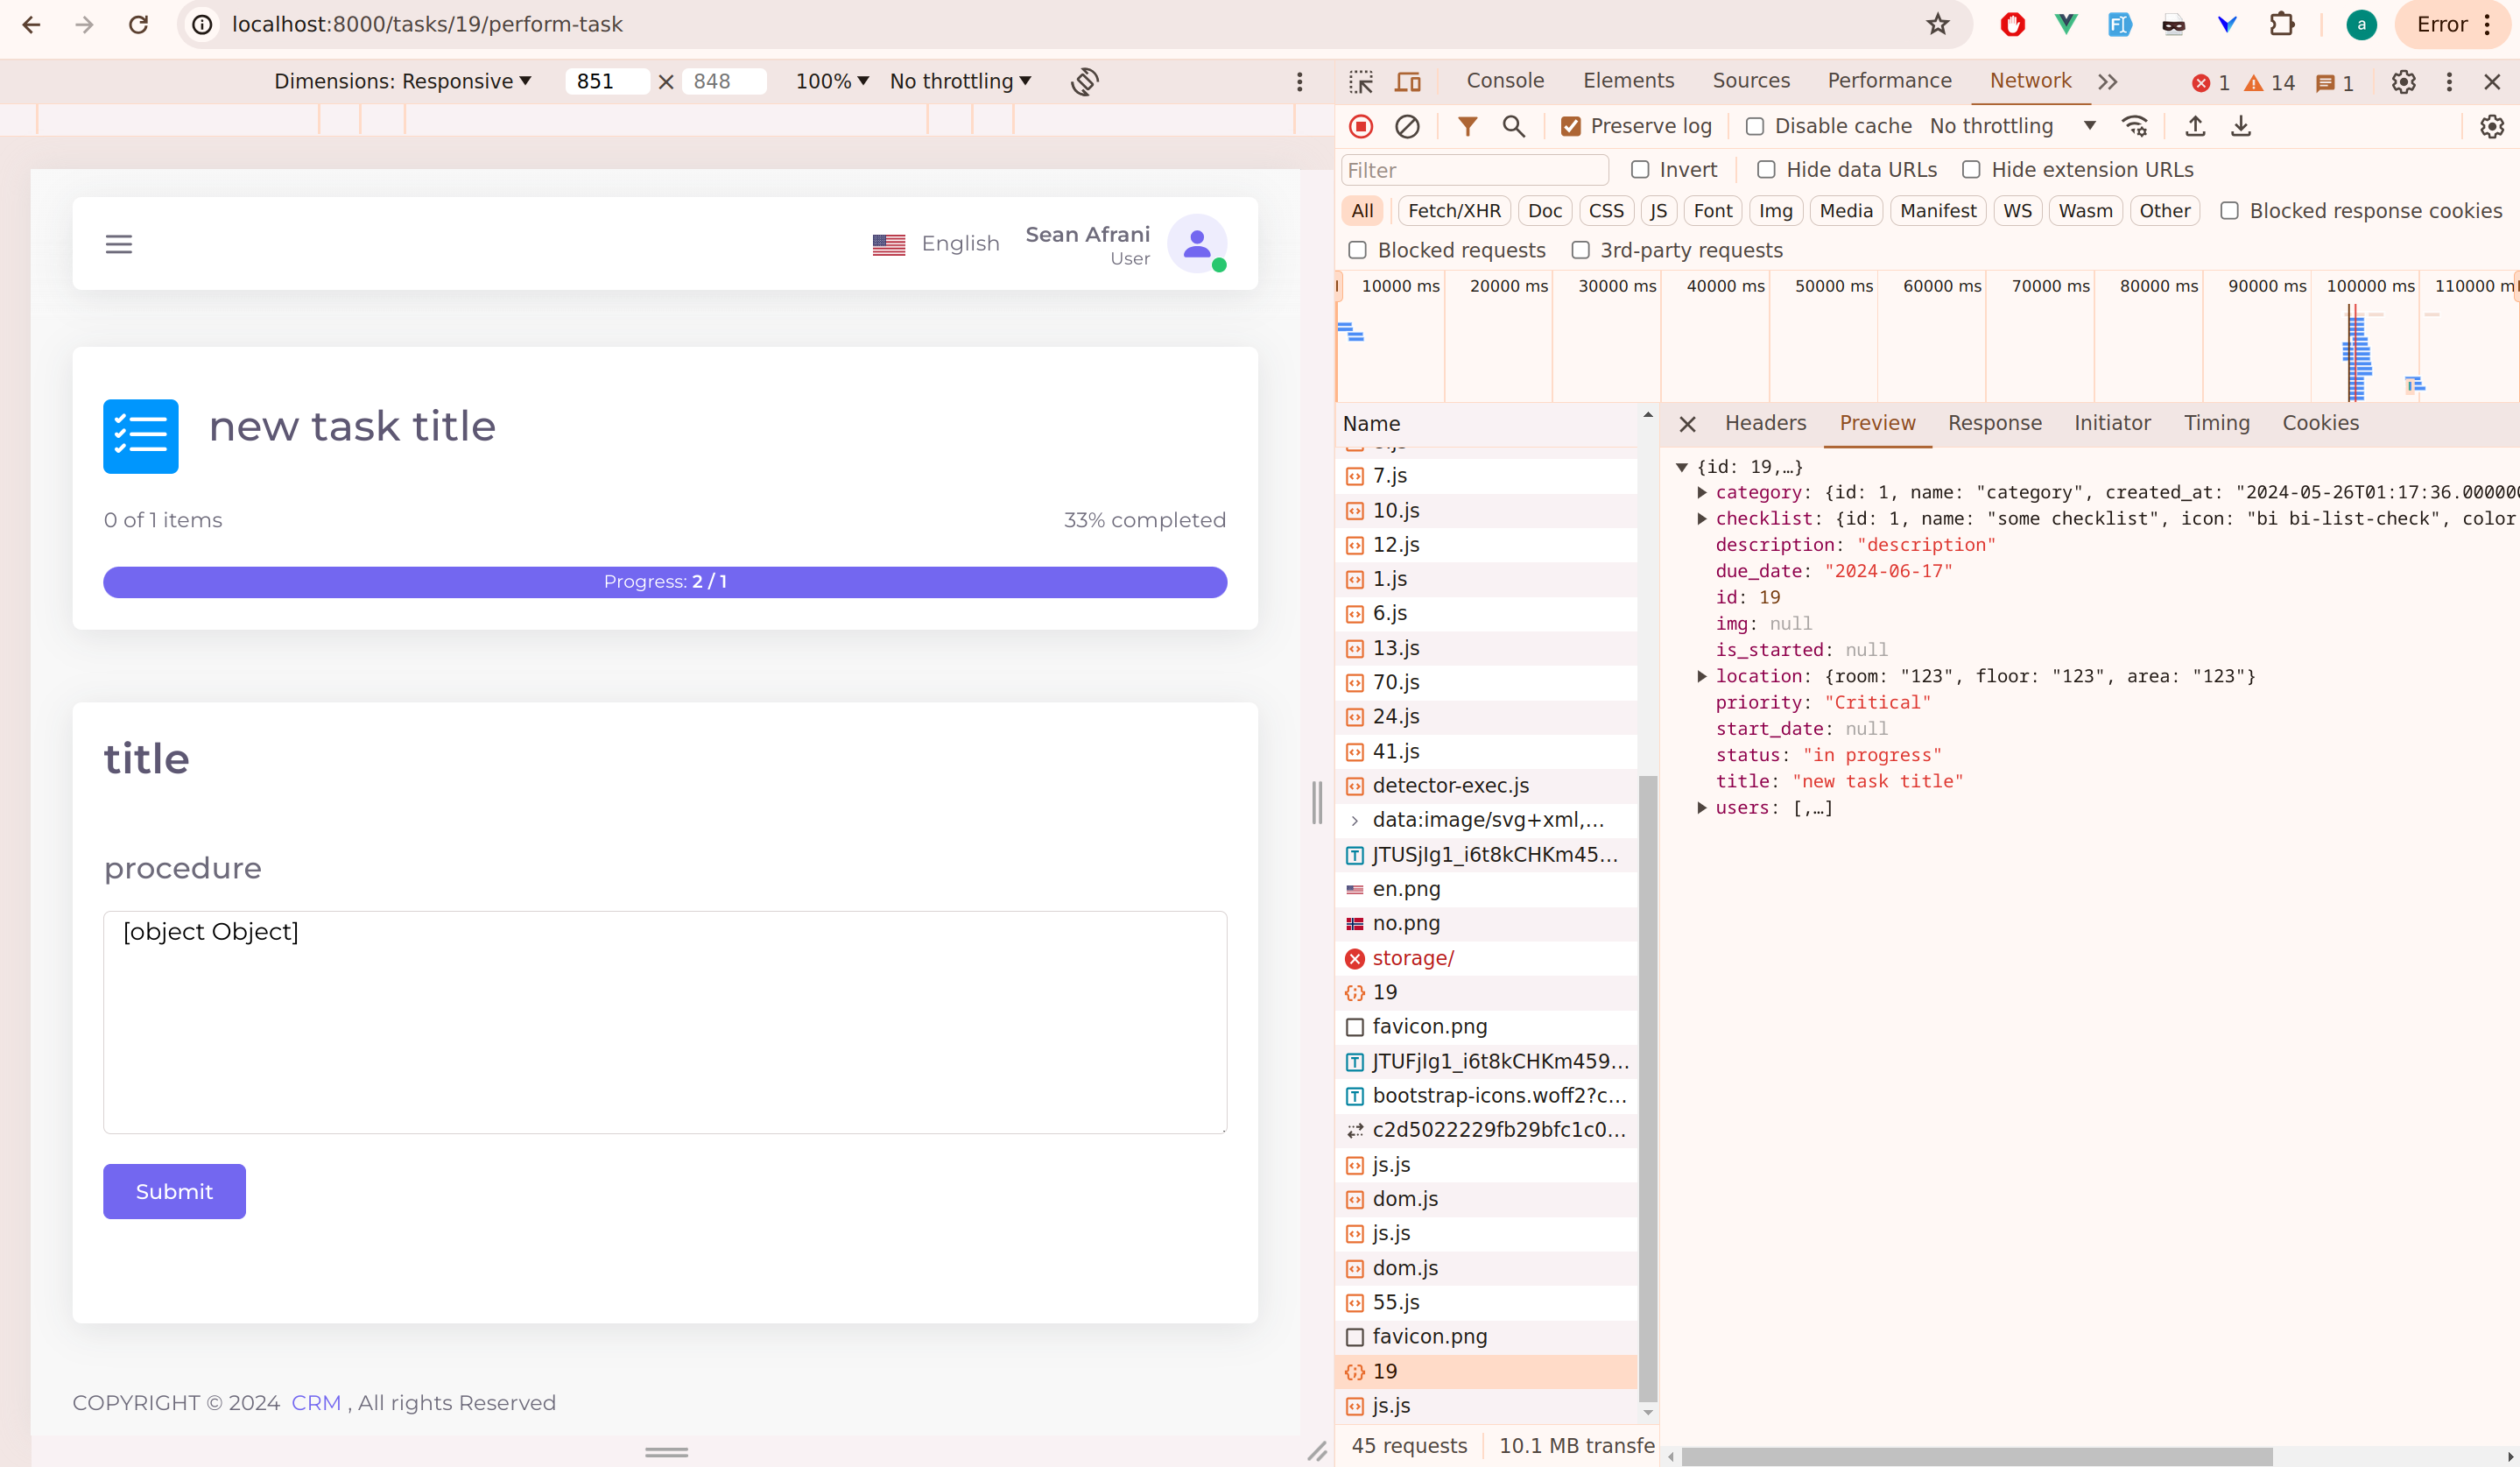 localhost:8000/tasks/19/perform-task
a
Error
Dimensions: Responsive
851
848
100%
No throttling
Console
Elements
Sources
Performance
Network
1
14
1
Preserve log
Disable cache
No throttling
Filter
Invert
Hide data URLs
Hide extension URLs
All
Fetch/XHR
Doc
CSS
JS
Font
Img
Media
Manifest
WS
Wasm
Other
Blocked response cookies
Blocked requests
3rd-party requests
10000 ms
20000 ms
30000 ms
40000 ms
50000 ms
60000 ms
70000 ms
80000 ms
90000 ms
100000 ms
110000 m
English
Sean Afrani
User
new task title
0 of 1 items
33% completed
Progress: 2 / 1
title
procedure
[object Object]
Submit
COPYRIGHT © 2024 CRM , All rights Reserved
Name
7.js
10.js
12.js
1.js
6.js
13.js
70.js
24.js
41.js
detector-exec.js
data:image/svg+xml,...
JTUSjIg1_i6t8kCHKm45...
en.png
no.png
storage/
19
favicon.png
JTUFjIg1_i6t8kCHKm459...
bootstrap-icons.woff2?c...
c2d5022229fb29bfc1c0...
js.js
dom.js
js.js
dom.js
55.js
favicon.png
19
js.js
45 requests
10.1 MB transfe
Headers
Preview
Response
Initiator
Timing
Cookies
{id: 19,…}
category: {id: 1, name: "category", created_at: "2024-05-26T01:17:36.000000
checklist: {id: 1, name: "some checklist", icon: "bi bi-list-check", color
description: "description"
due_date: "2024-06-17"
id: 19
img: null
is_started: null
location: {room: "123", floor: "123", area: "123"}
priority: "Critical"
start_date: null
status: "in progress"
title: "new task title"
users: [,…]